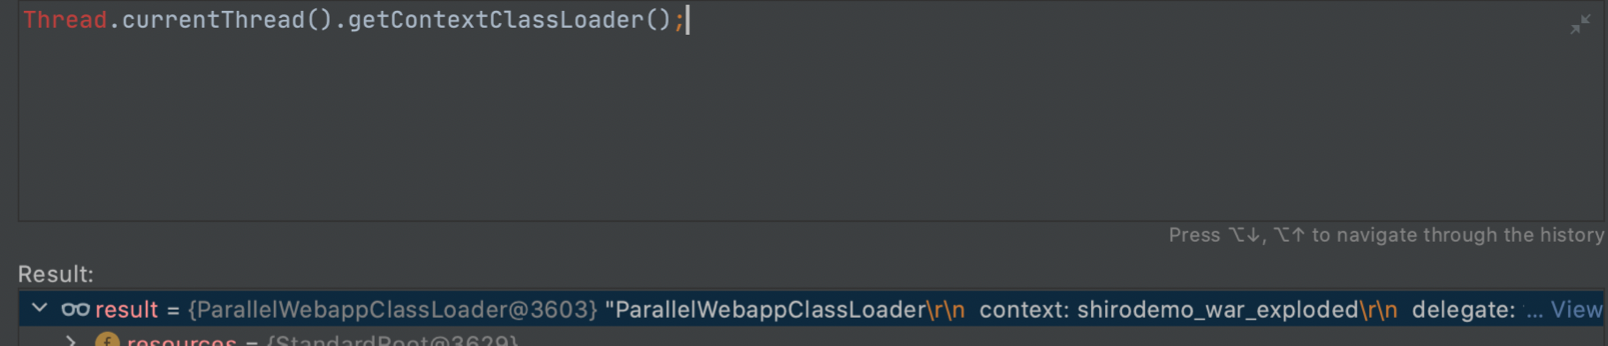 Thread.currentThread().getContextClassLoader();
Press ⌥↓, ⌥↑ to navigate through the history
Result:
result = {ParallelWebappClassLoader@3603} "ParallelWebappClassLoader\r\n  context: shirodemo_war_exploded\r\n  delegate: ... View
f resources = {StandardRoot@3629}